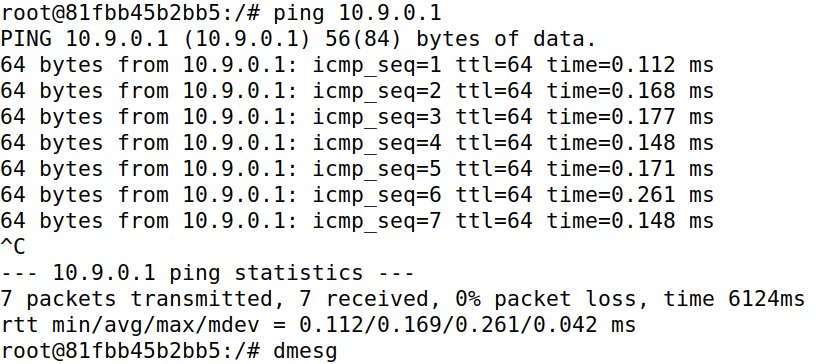 root@81fbb45b2bb5:/# ping 10.9.0.1
PING 10.9.0.1 (10.9.0.1) 56(84) bytes of data.
64 bytes from 10.9.0.1: icmp_seq=1 ttl=64 time=0.112 ms
64 bytes from 10.9.0.1: icmp_seq=2 ttl=64 time=0.168 ms
64 bytes from 10.9.0.1: icmp_seq=3 ttl=64 time=0.177 ms
64 bytes from 10.9.0.1: icmp_seq=4 ttl=64 time=0.148 ms
64 bytes from 10.9.0.1: icmp_seq=5 ttl=64 time=0.171 ms
64 bytes from 10.9.0.1: icmp_seq=6 ttl=64 time=0.261 ms
64 bytes from 10.9.0.1: icmp_seq=7 ttl=64 time=0.148 ms
^C
--- 10.9.0.1 ping statistics ---
7 packets transmitted, 7 received, 0% packet loss, time 6124ms
rtt min/avg/max/mdev = 0.112/0.169/0.261/0.042 ms
root@81fbb45b2bb5:/# dmesg